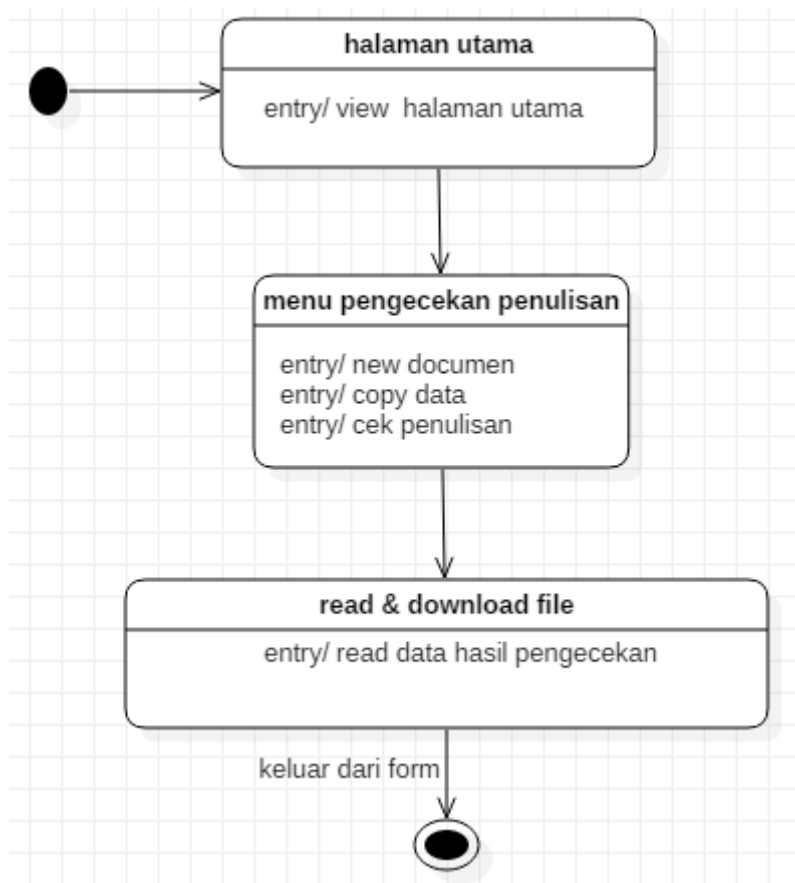 halaman utama
entry/ view halaman utama
menu pengecekan penulisan
entry/ new documen
entry/ copy data
entry/ cek penulisan
read & download file
entry/ read data hasil pengecekan
keluar dari form